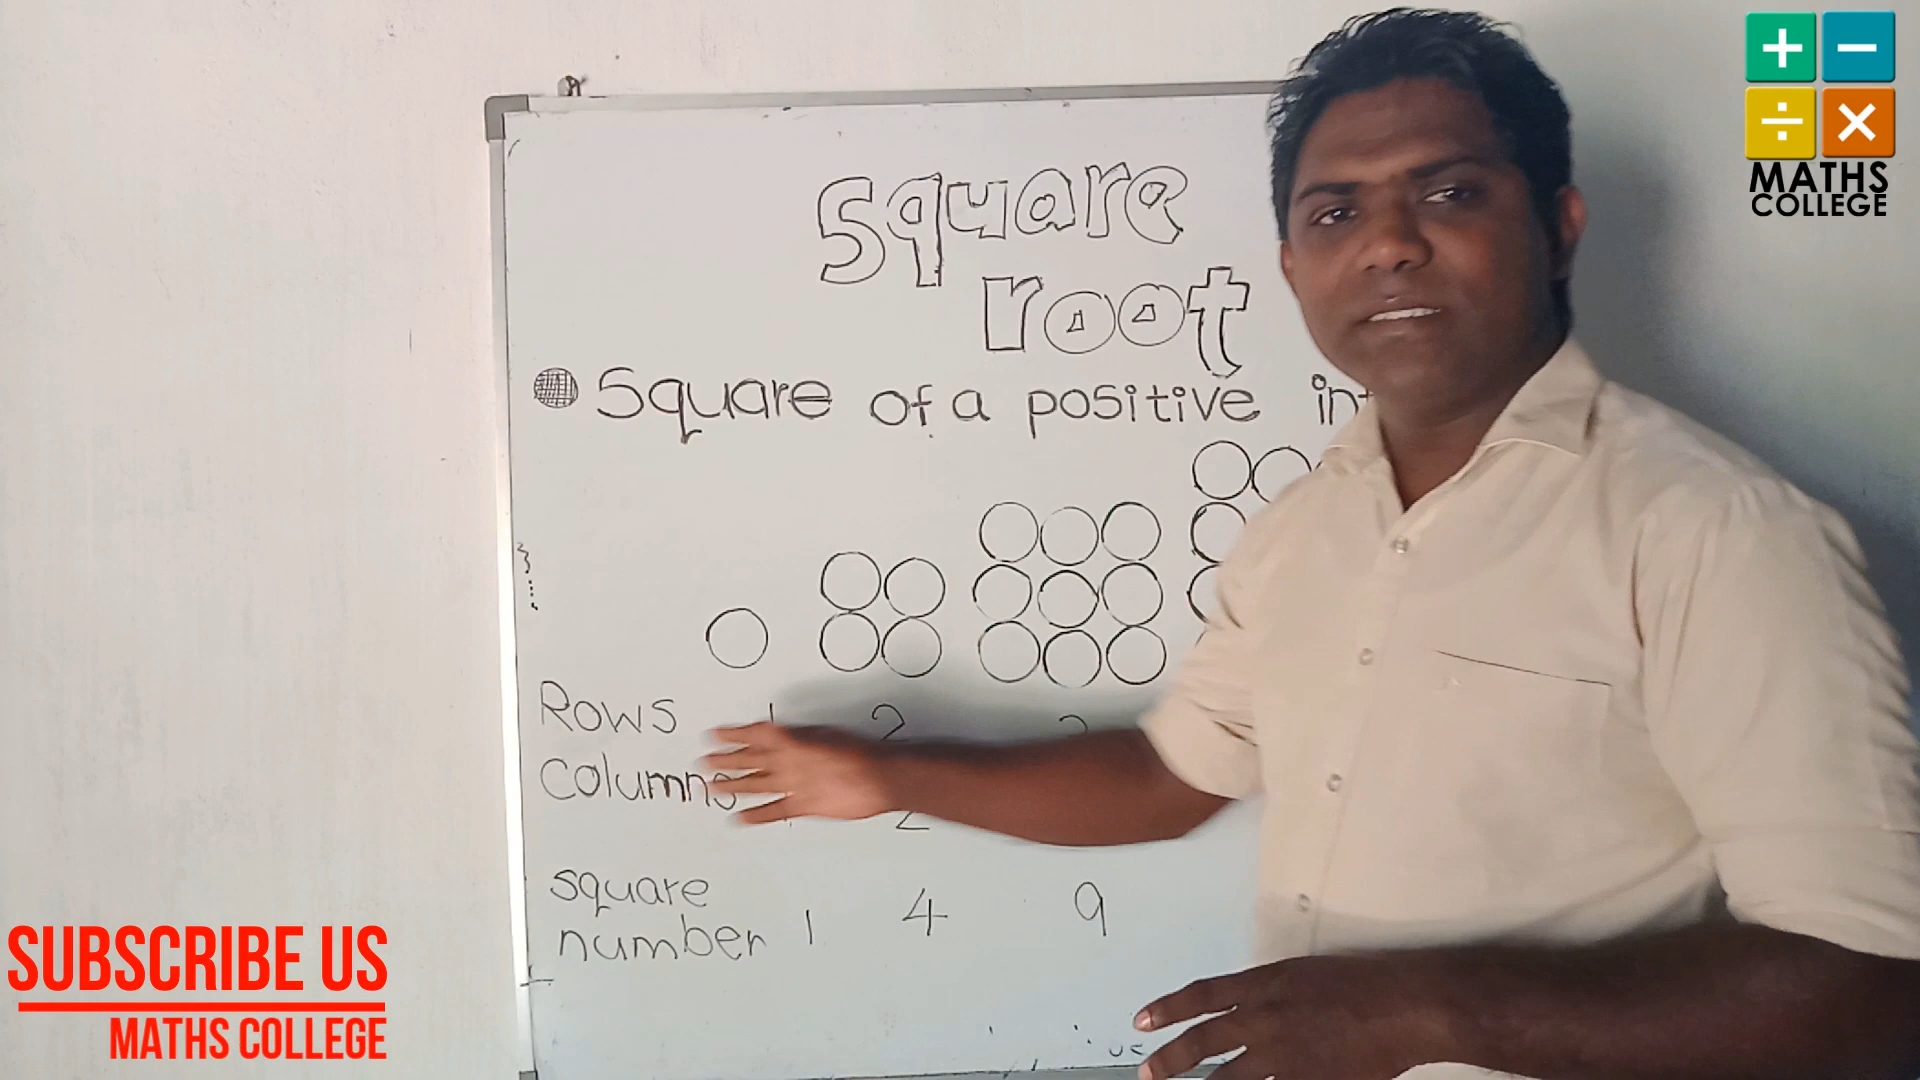 MATHS
COLLEGE
square
root
Square of a positive
Rows 1 2
Columns 2
square
number 1 4 9
SUBSCRIBE US
MATHS COLLEGE